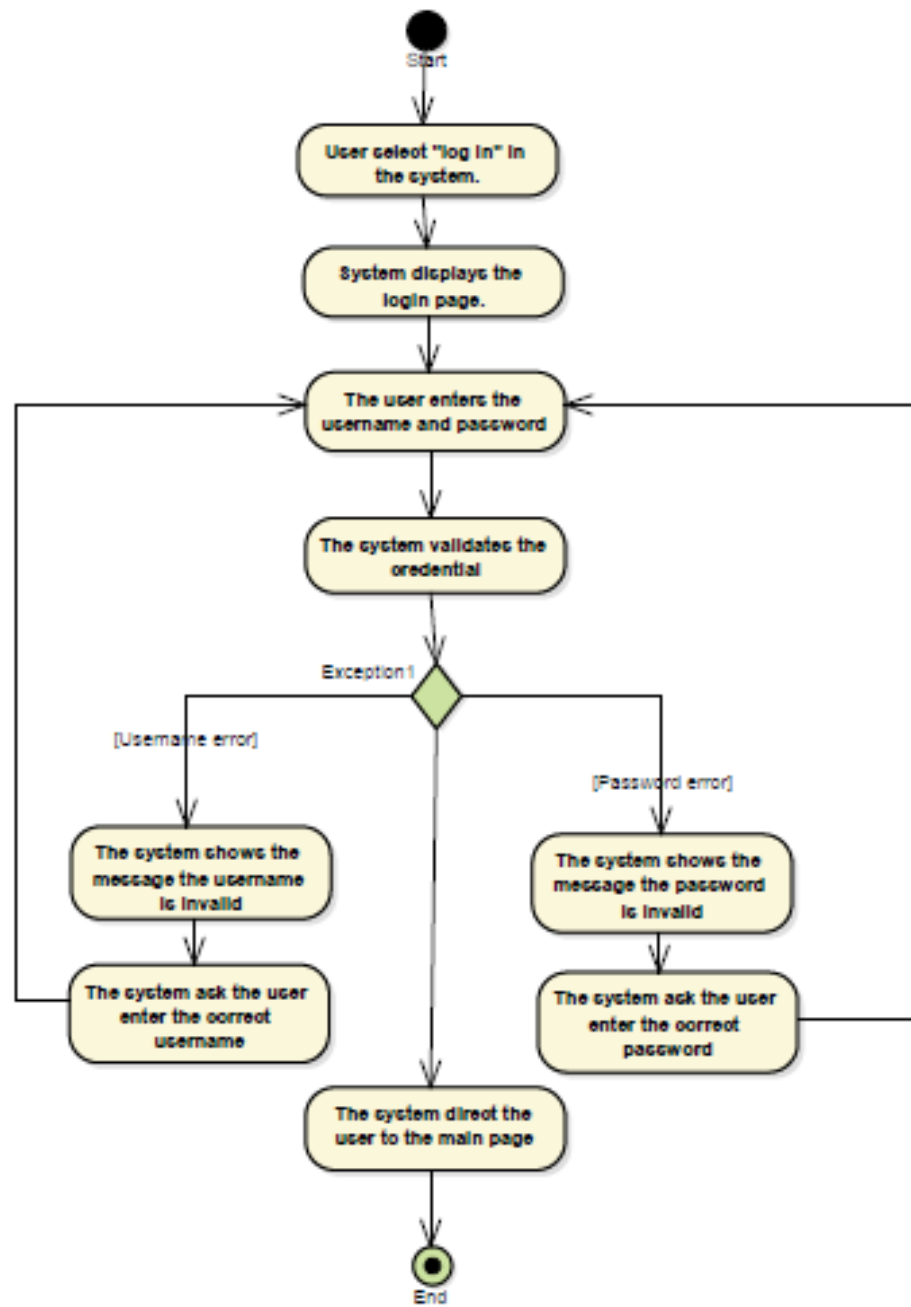 Start
User select "log in" in
the system.
System displays the
login page.
The user enters the
username and password
The system validates the
credential
Exception1
[Username error]
[Password error]
The system shows the
message the username
is invalid
The system shows the
message the password
is invalid
The system ask the user
enter the correct
username
The system ask the user
enter the correct
password
The system direct the
user to the main page
End